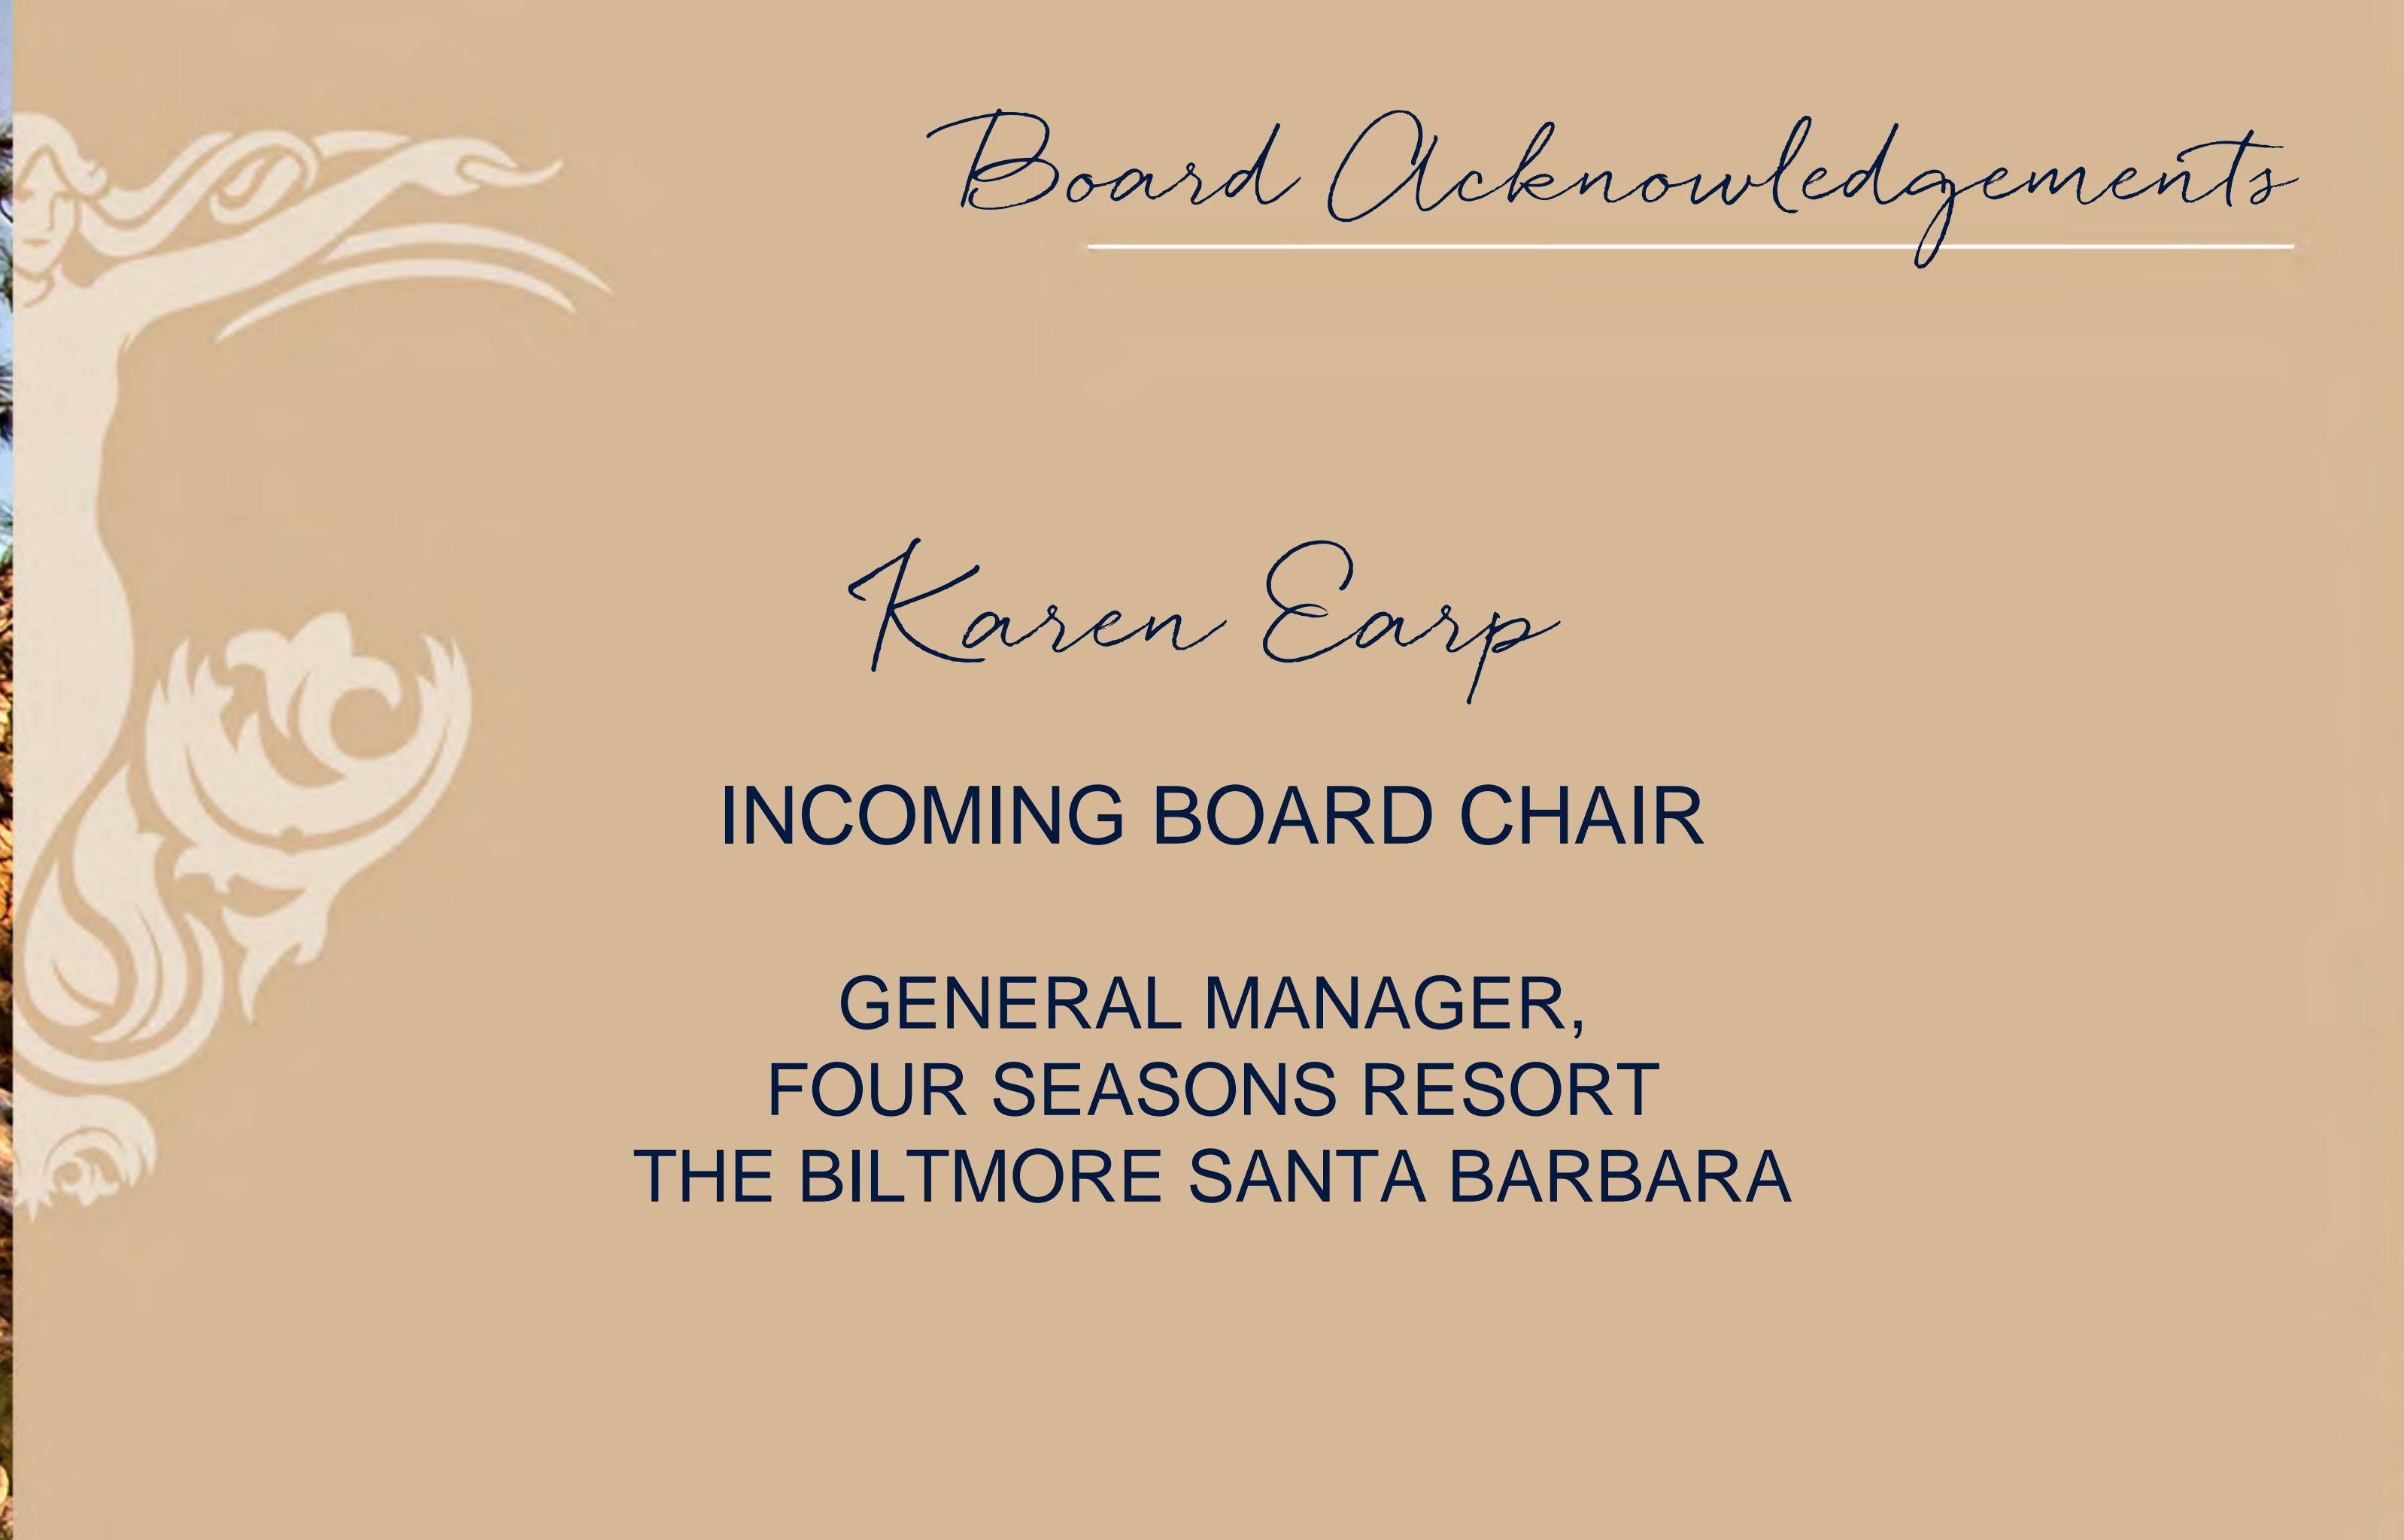 Board Acknowledgements
Karen Earp
INCOMING BOARD CHAIR
GENERAL MANAGER,
FOUR SEASONS RESORT
THE BILTMORE SANTA BARBARA